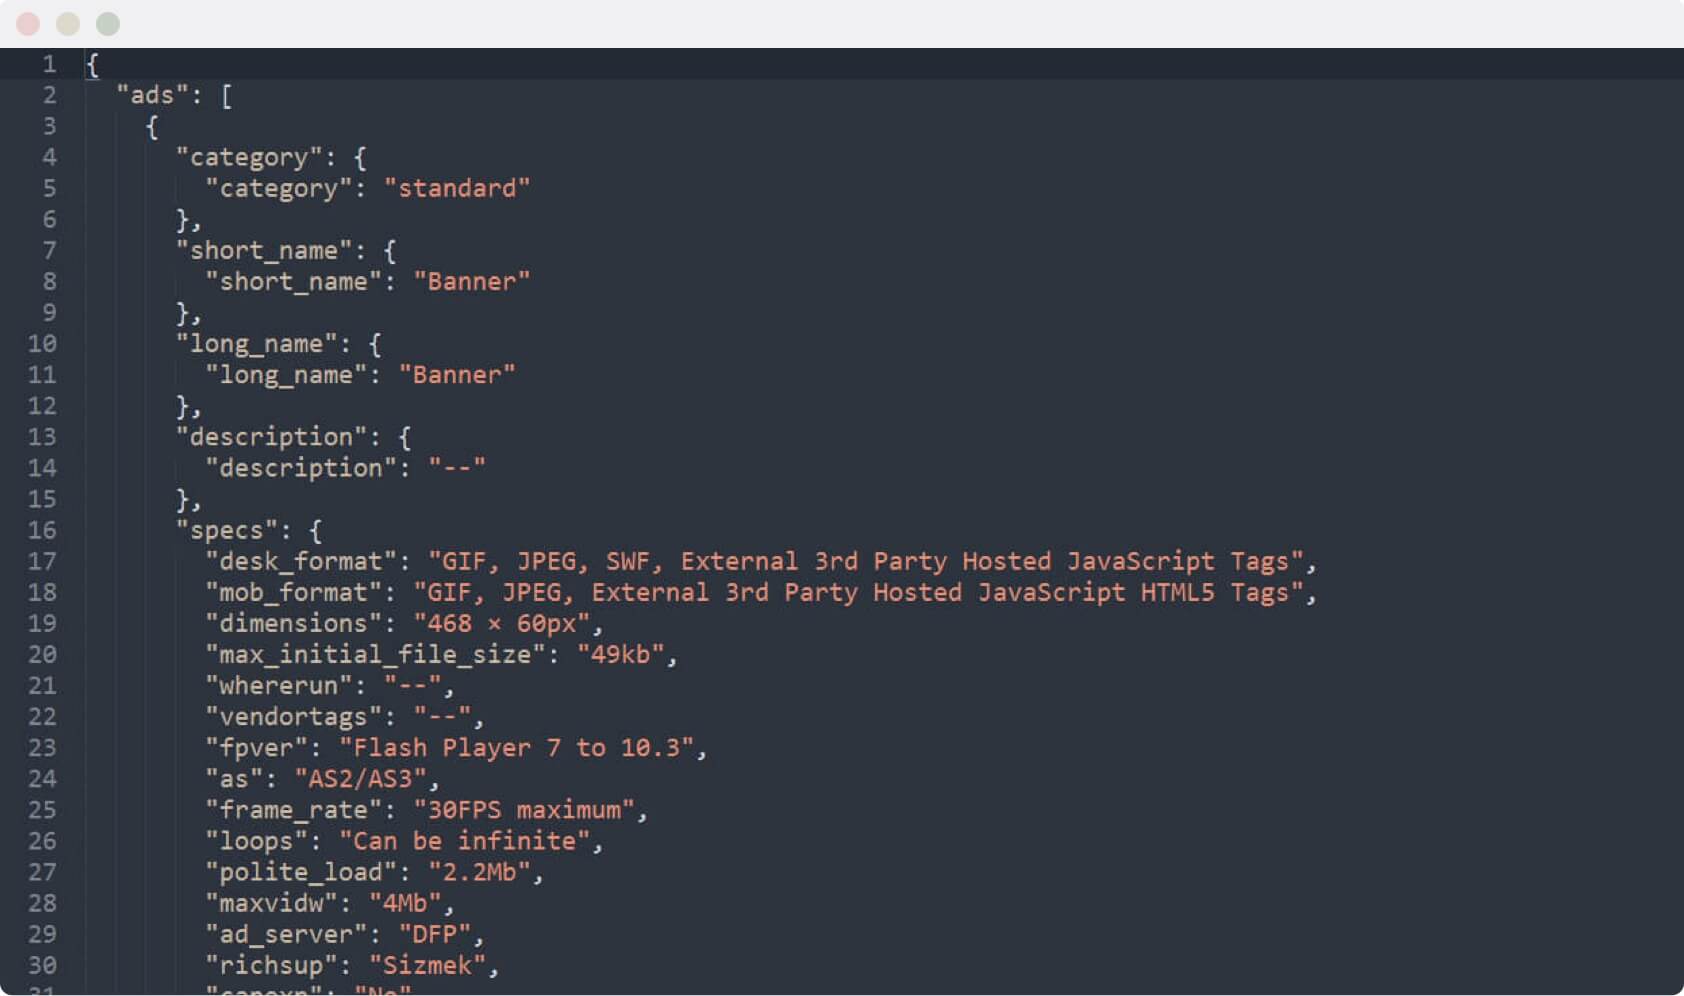 1 {
2 "ads": [
3 {
4 "category": {
5 "category": "standard"
6 },
7 "short_name": {
8 "short_name": "Banner"
9 },
10 "long_name": {
11 "long_name": "Banner"
12 },
13 "description": {
14 "description": "--"
15 },
16 "specs": {
17 "desk_format": "GIF, JPEG, SWF, External 3rd Party Hosted JavaScript Tags",
18 "mob_format": "GIF, JPEG, External 3rd Party Hosted JavaScript HTML5 Tags",
19 "dimensions": "468 × 60px",
20 "max_initial_file_size": "49kb",
21 "whererun": "--",
22 "vendortags": "--",
23 "fpver": "Flash Player 7 to 10.3",
24 "as": "AS2/AS3",
25 "frame_rate": "30FPS maximum",
26 "loops": "Can be infinite",
27 "polite_load": "2.2Mb",
28 "maxvidw": "4Mb",
29 "ad_server": "DFP",
30 "richsup": "Sizmek",
31 "No"